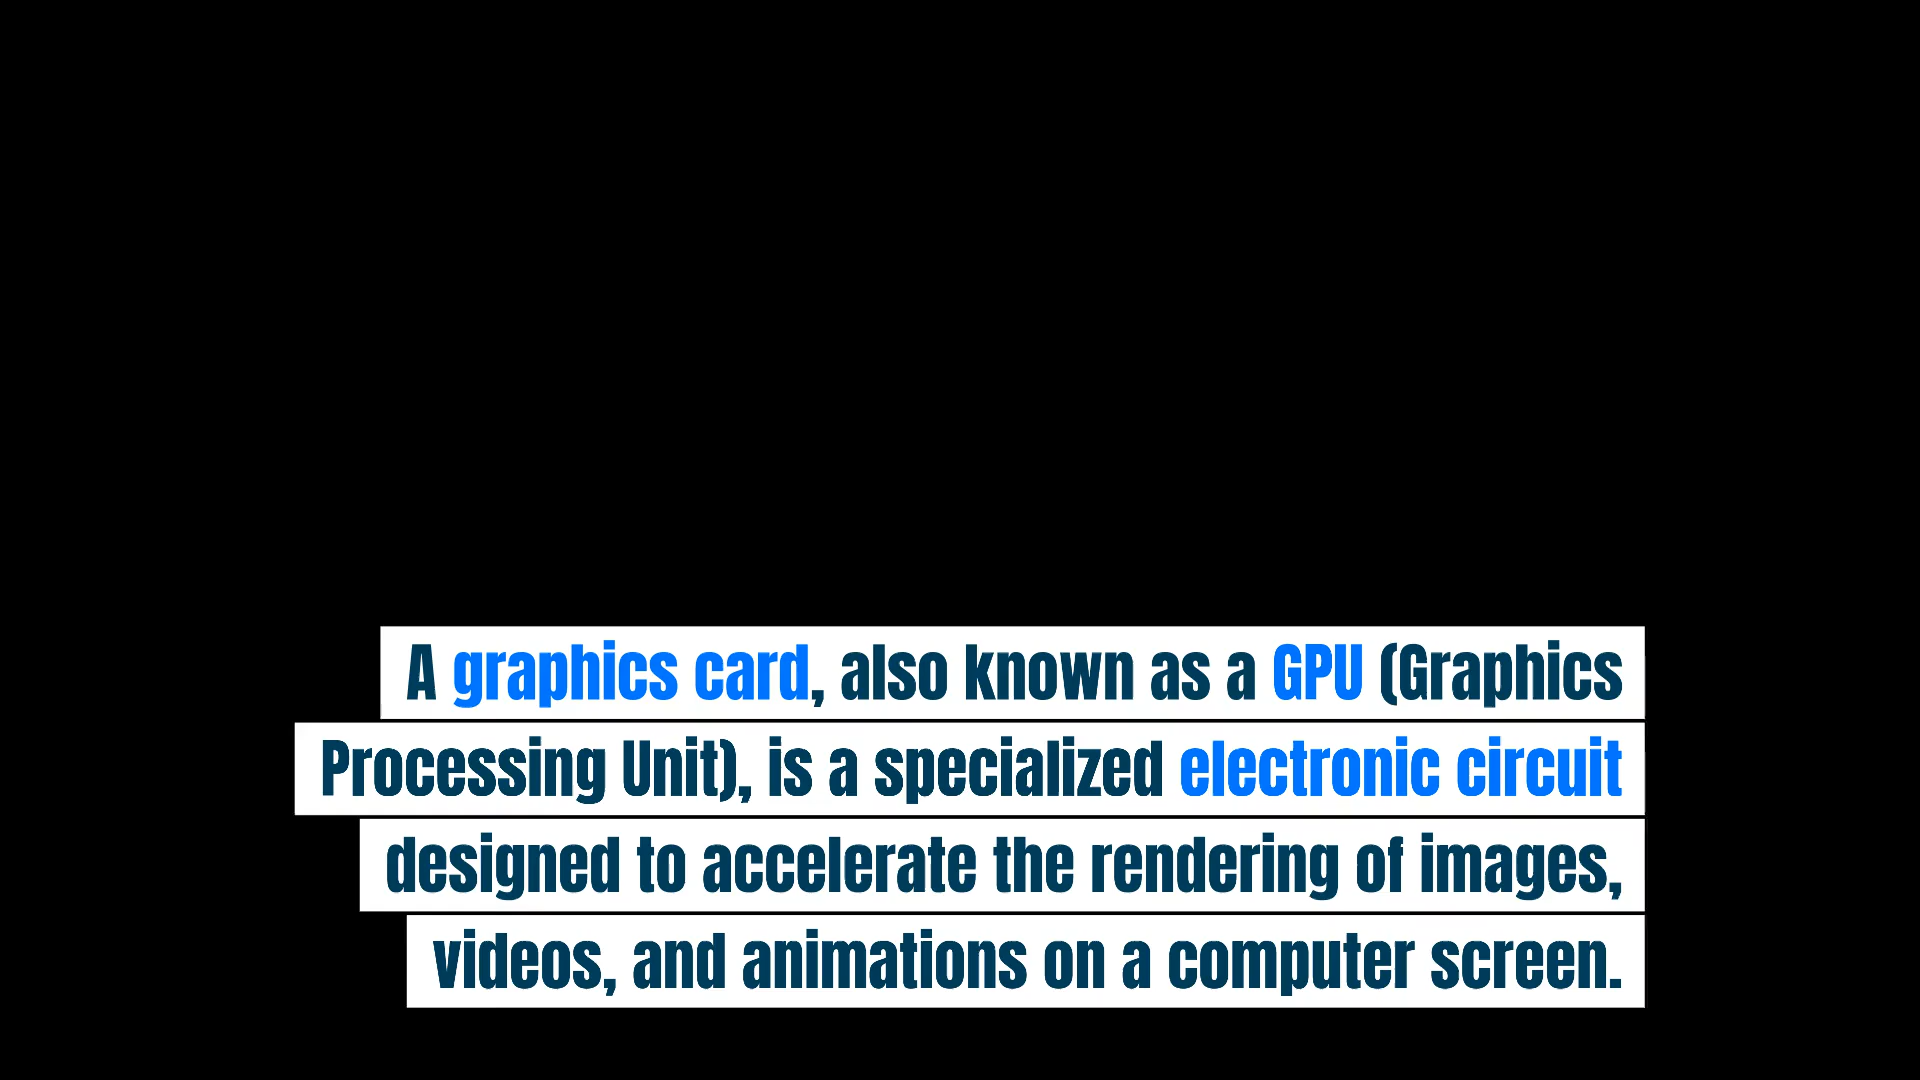 A graphics card, also known as a GPU (Graphics
Processing Unit), is a specialized electronic circuit
designed to accelerate the rendering of images,
videos, and animations on a computer screen.